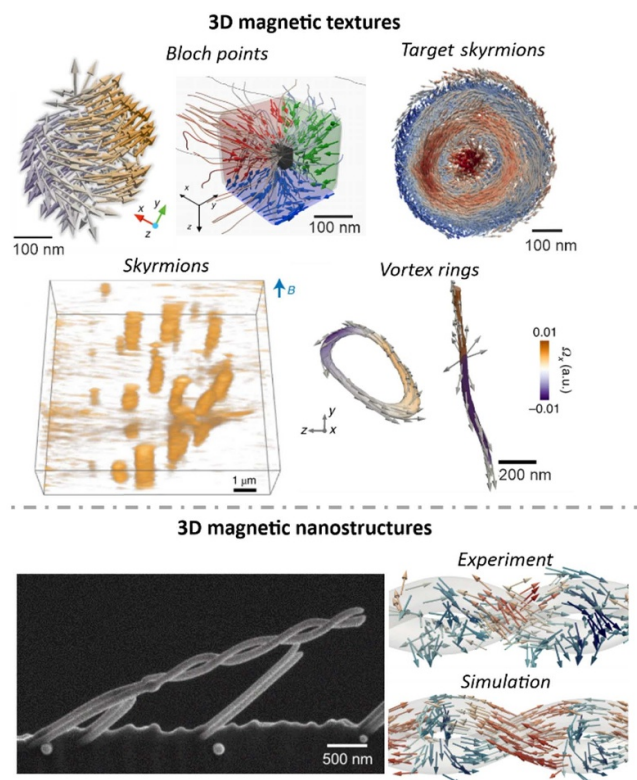 3D magnetic textures
Bloch points
Target skyrmions
x
y
z
100 nm
x
y
z
100 nm
100 nm
Skyrmions
B
1 μm
Vortex rings
y
z
x
0.01
Ωₓ (a.u.)
−0.01
200 nm
3D magnetic nanostructures
500 nm
Experiment
Simulation